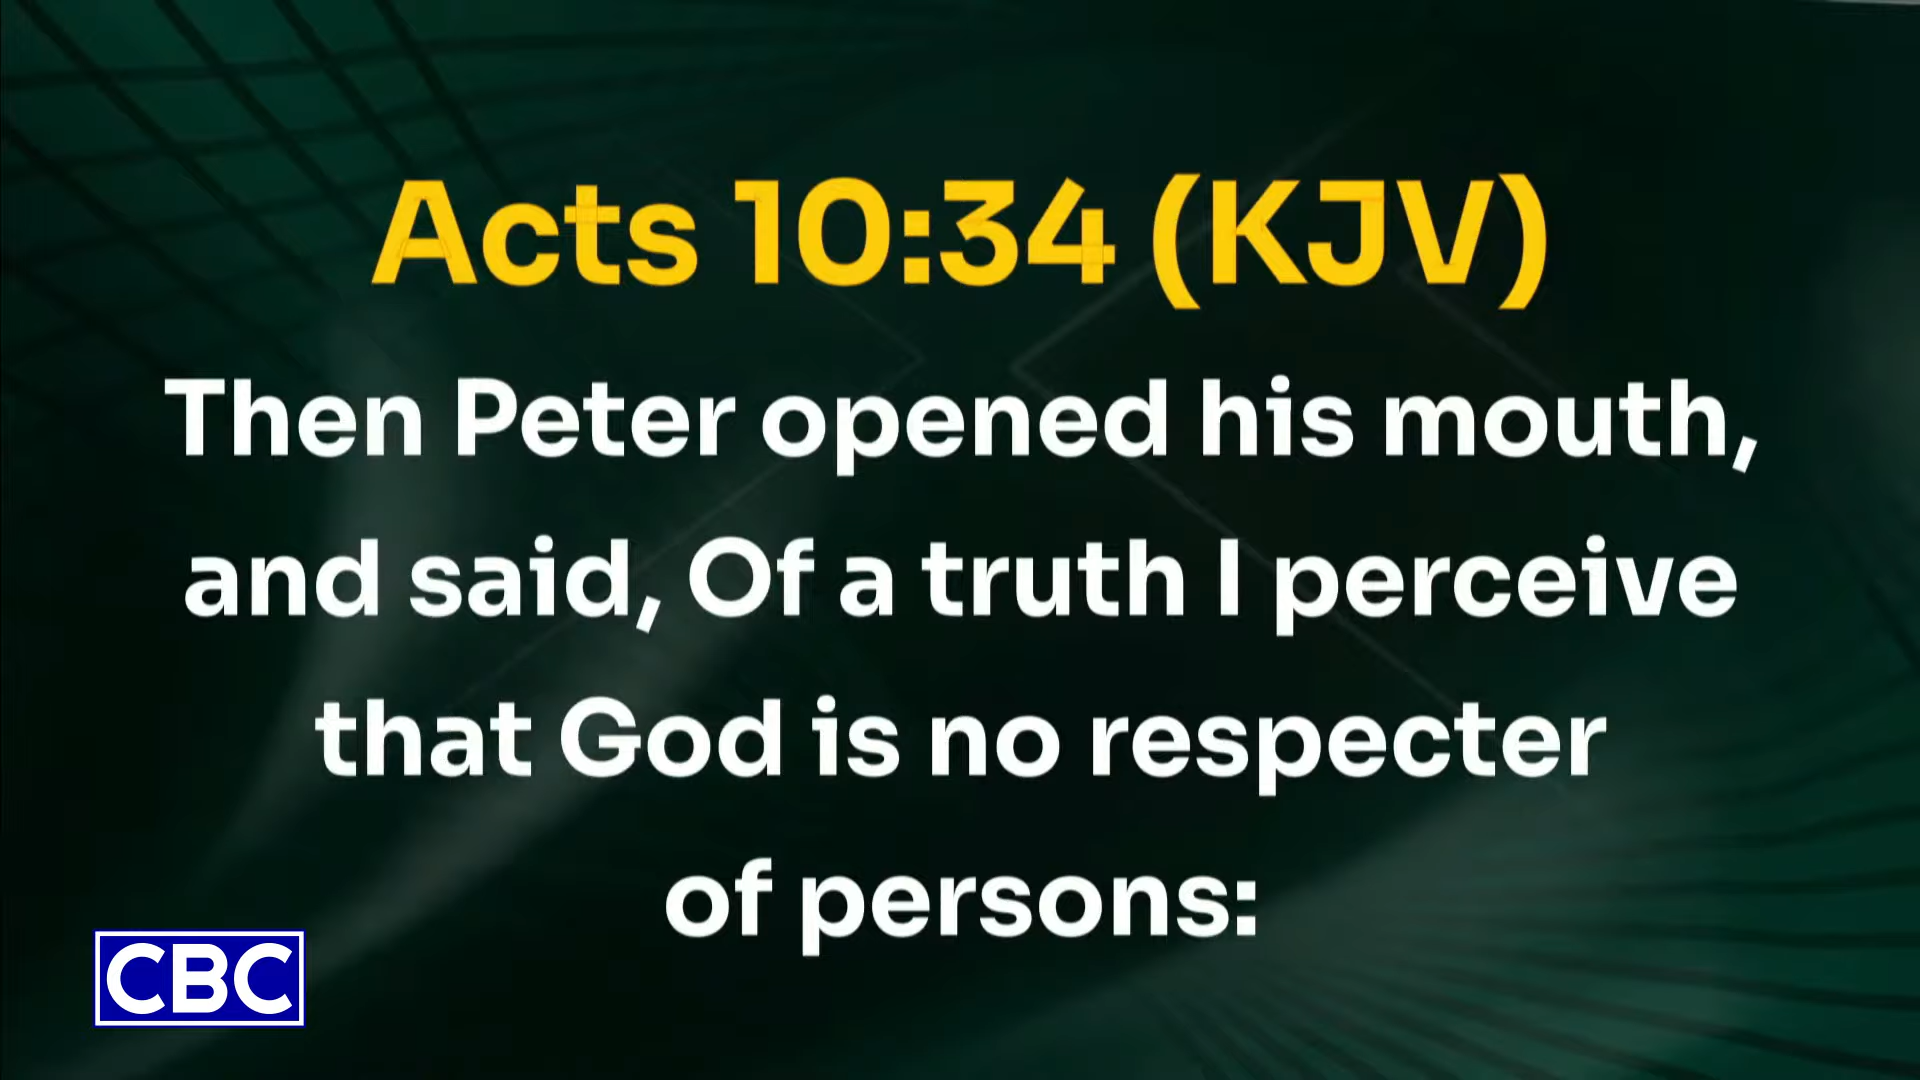 Acts 10:34 (KJV)
Then Peter opened his mouth,
and said, Of a truth I perceive
that God is no respecter
of persons:
CBC